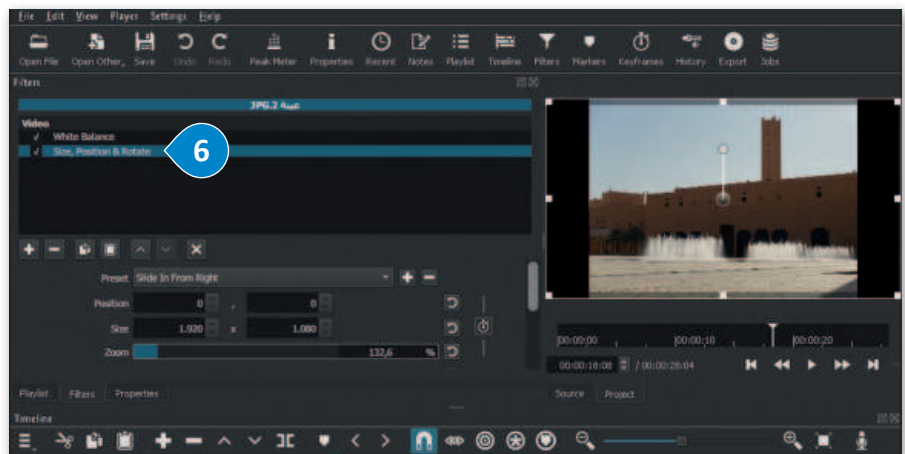 File Edit View Player Settings Help
Open File Open Other... Save Undo Redo Peak Meter Properties Recent Notes Playlist Timeline Filters Markers Keyframes History Export Jobs
Filters
عينة 2.JPG
Video
White Balance
Size, Position & Rotate
6
Preset Slide In From Right
Position 0 , 0
Size 1.920 x 1.080
Zoom 132,6 %
00:00:00 00:00:10 00:00:20
00:00:18:08 / 00:00:28:04
Playlist Filters Properties
Source Project
Timeline